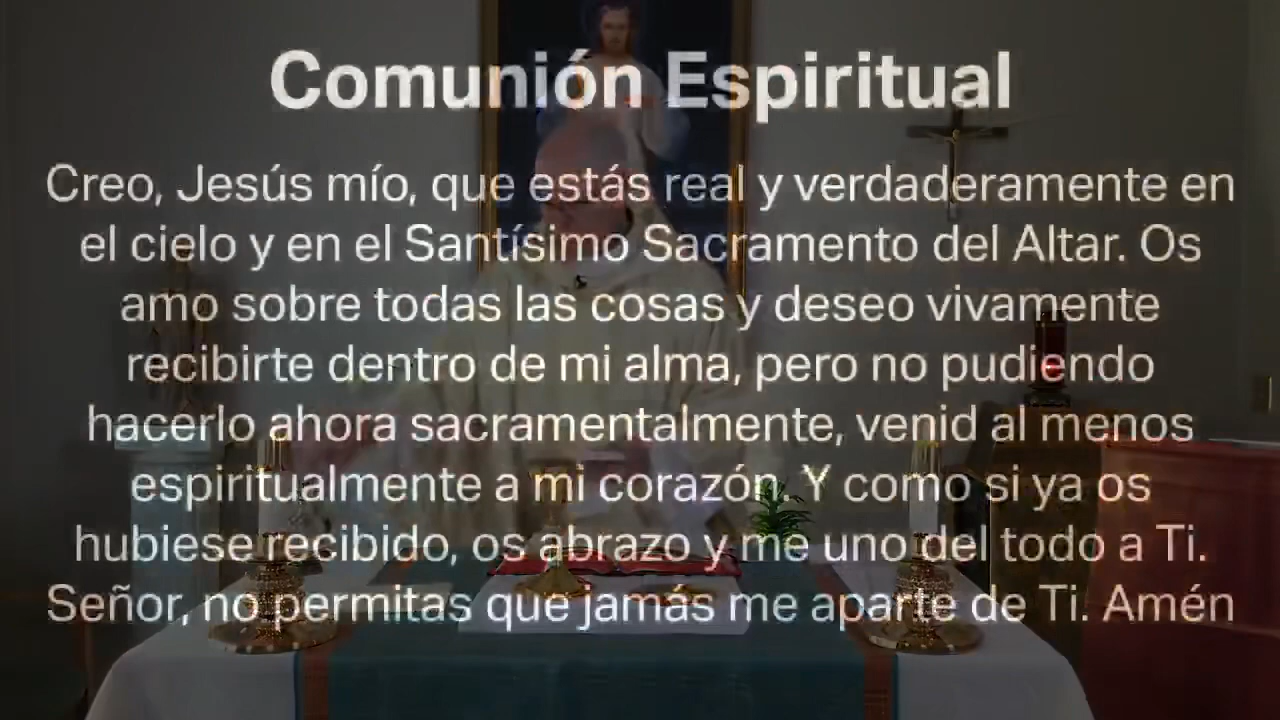 Comunión Espiritual
Creo, Jesús mío, que estás real y verdaderamente en
el cielo y en el Santísimo Sacramento del Altar. Os
amo sobre todas las cosas y deseo vivamente
recibirte dentro de mi alma, pero no pudiendo
hacerlo ahora sacramentalmente, venid al menos
espiritualmente a mi corazón. Y como si ya os
hubiese recibido, os abrazo y me uno del todo a Ti.
Señor, no permitas que jamás me aparte de Ti. Amén